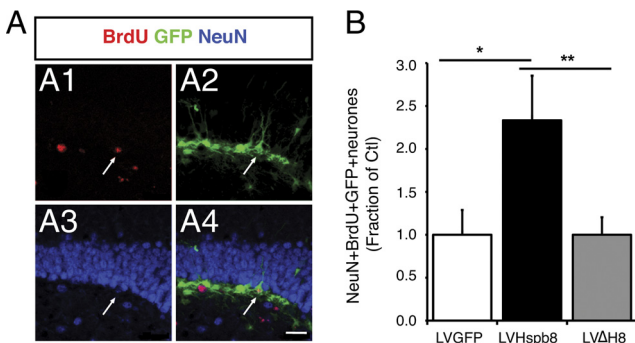 A
BrdU GFP NeuN
A1
A2
A3
A4
B
NeuN+BrdU+GFP+neurones
(Fraction of Ctl)
3.0
2.5
2.0
1.5
1.0
0.5
0.0
*
**
LVGFP
LVHspb8
LVΔH8